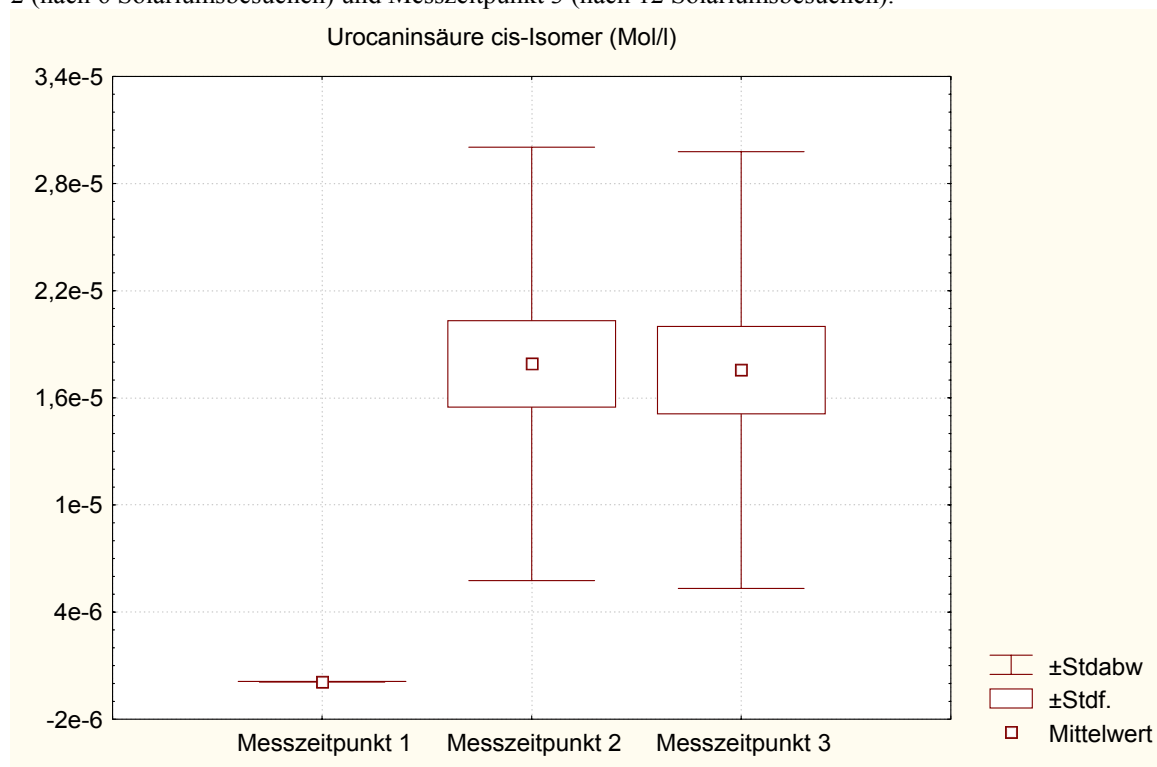 2 (nach 6 Solariumsbesuchen) und Messzeitpunkt 3 (nach 12 Solariumsbesuchen).
Urocaninsäure cis-Isomer (Mol/l)
3,4e-5
2,8e-5
2,2e-5
1,6e-5
1e-5
4e-6
-2e-6
Messzeitpunkt 1 Messzeitpunkt 2 Messzeitpunkt 3
±Stdabw
±Stdf.
Mittelwert